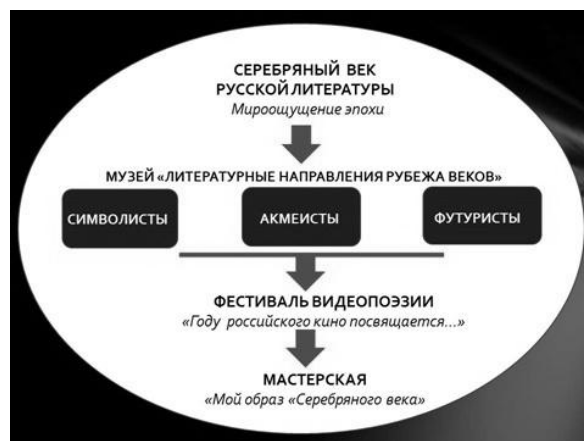 СЕРЕБРЯНЫЙ ВЕК
РУССКОЙ ЛИТЕРАТУРЫ
Мироощущение эпохи
МУЗЕЙ «ЛИТЕРАТУРНЫЕ НАПРАВЛЕНИЯ РУБЕЖА ВЕКОВ»
СИМВОЛИСТЫ
АКМЕИСТЫ
ФУТУРИСТЫ
ФЕСТИВАЛЬ ВИДЕОПОЭЗИИ
«Году российского кино посвящается...»
МАСТЕРСКАЯ
«Мой образ «Серебряного века»